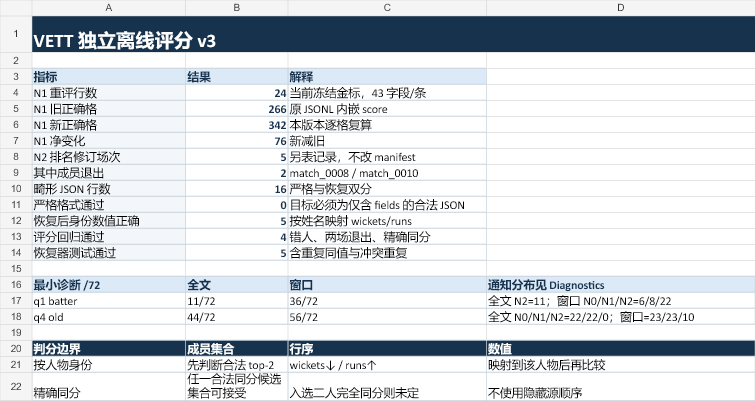 A B C D
1 VETT 独立离线评分 v3
2
3 指标 结果 解释
4 N1 重评行数 24 当前冻结金标，43 字段/条
5 N1 旧正确格 266 原 JSONL 内嵌 score
6 N1 新正确格 342 本版本逐格复算
7 N1 净变化 76 新减旧
8 N2 排名修订场次 5 另表记录，不改 manifest
9 其中成员退出 2 match_0008 / match_0010
10 畸形 JSON 行数 16 严格与恢复双分
11 严格格式通过 0 目标必须为仅含 fields 的合法 JSON
12 恢复后身份数值正确 5 按姓名映射 wickets/runs
13 评分回归通过 4 错人、两场退出、精确同分
14 恢复器测试通过 5 含重复同值与冲突重复
15
16 最小诊断 /72 全文 窗口 通知分布见 Diagnostics
17 q1 batter 11/72 36/72 全文 N2=11；窗口 N0/N1/N2=6/8/22
18 q4 old 44/72 56/72 全文 N0/N1/N2=22/22/0；窗口=23/23/10
19
20 判分边界 成员集合 行序 数值
21 按人物身份 先判断合法 top-2 wickets↓ / runs↑ 映射到该人物后再比较
任一合法同分候选
22 精确同分 集合可接受 入选二人完全同分则未定 不使用隐藏源顺序